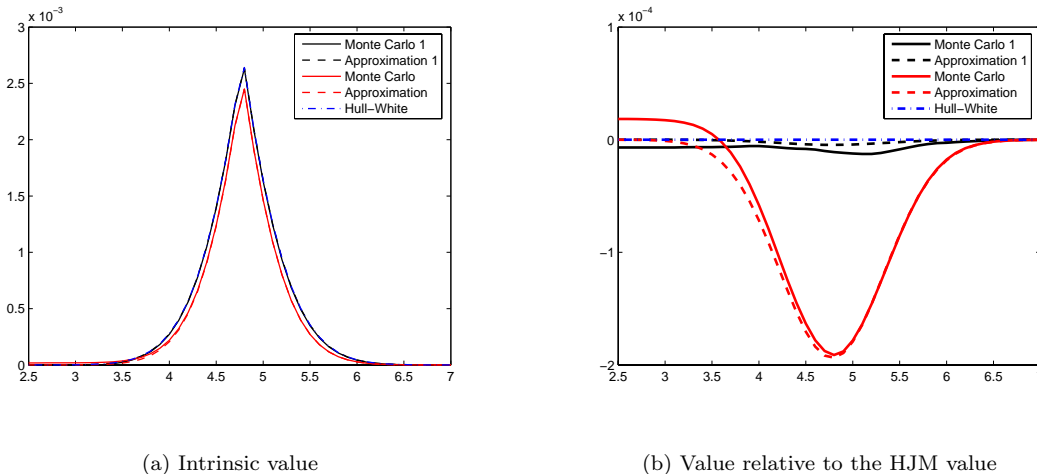 x 10−3
3
2.5
2
1.5
1
0.5
0
2.5 3 3.5 4 4.5 5 5.5 6 6.5 7
Monte Carlo 1
Approximation 1
Monte Carlo
Approximation
Hull−White
(a) Intrinsic value
x 10−4
1
0
−1
−2
2.5 3 3.5 4 4.5 5 5.5 6 6.5
Monte Carlo 1
Approximation 1
Monte Carlo
Approximation
Hull−White
(b) Value relative to the HJM value